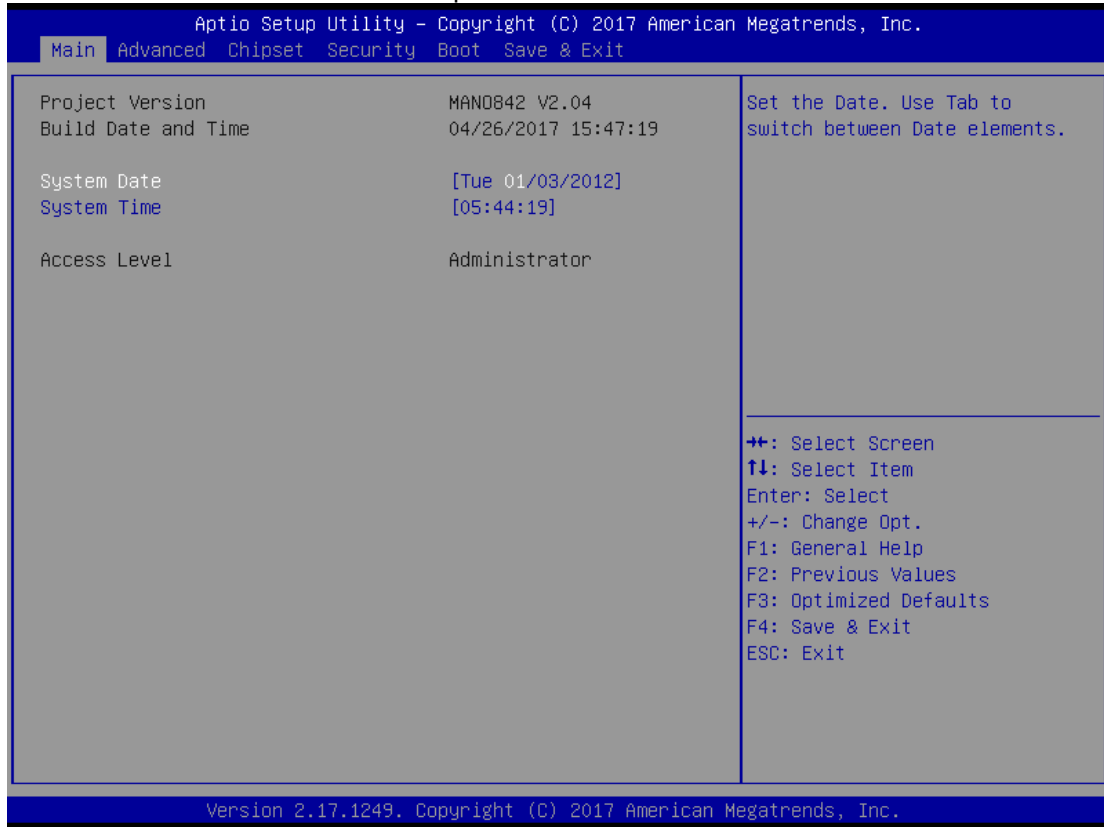 Aptio Setup Utility – Copyright (C) 2017 American Megatrends, Inc.
Main Advanced Chipset Security Boot Save & Exit
Project Version MANO842 V2.04
Build Date and Time 04/26/2017 15:47:19
System Date [Tue 01/03/2012]
System Time [05:44:19]
Access Level Administrator
Set the Date. Use Tab to
switch between Date elements.
→←: Select Screen
↑↓: Select Item
Enter: Select
+/-: Change Opt.
F1: General Help
F2: Previous Values
F3: Optimized Defaults
F4: Save & Exit
ESC: Exit
Version 2.17.1249. Copyright (C) 2017 American Megatrends, Inc.